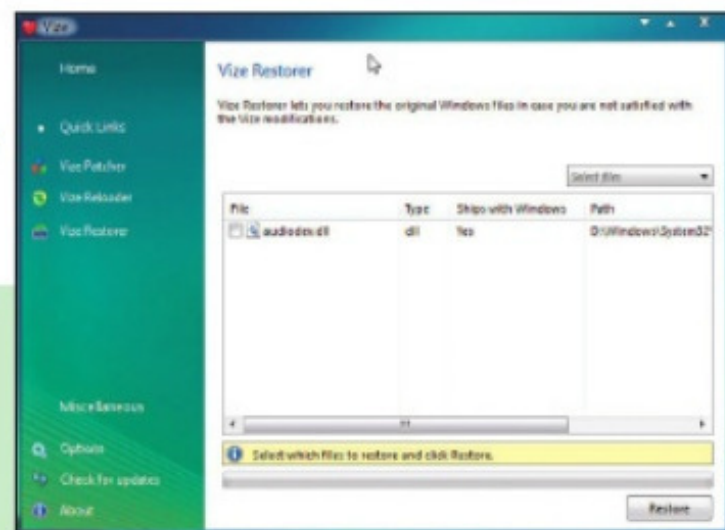 Vize
Home
Quick Links
Vize Patcher
Vize Reloader
Vize Restorer
Miscellaneous
Options
Check for updates
About
Vize Restorer
Vize Restorer lets you restore the original Windows files in case you are not satisfied with
the Vize modifications.
Select files
File Type Ships with Windows Path
audiodev.dll dll Yes D:\Windows\System32\
Select which files to restore and click Restore.
Restore